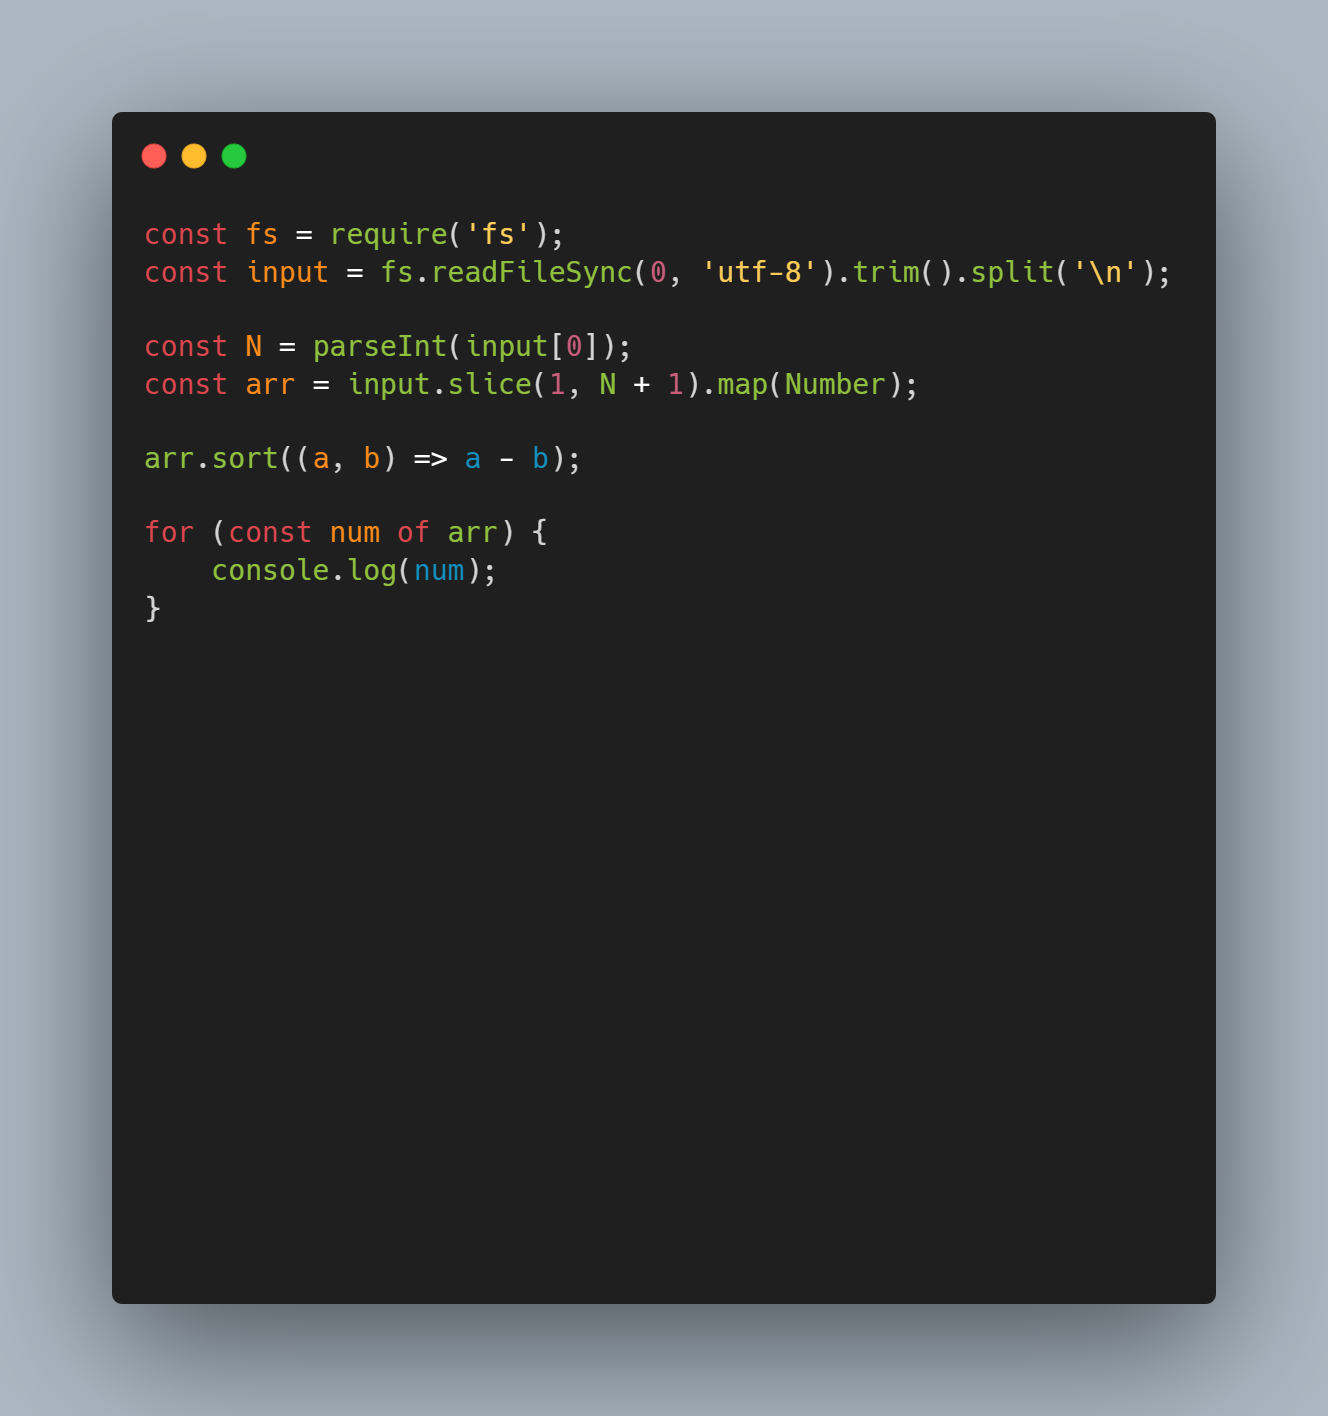 const fs = require('fs');
const input = fs.readFileSync(0, 'utf-8').trim().split('\n');

const N = parseInt(input[0]);
const arr = input.slice(1, N + 1).map(Number);

arr.sort((a, b) => a - b);

for (const num of arr) {
    console.log(num);
}